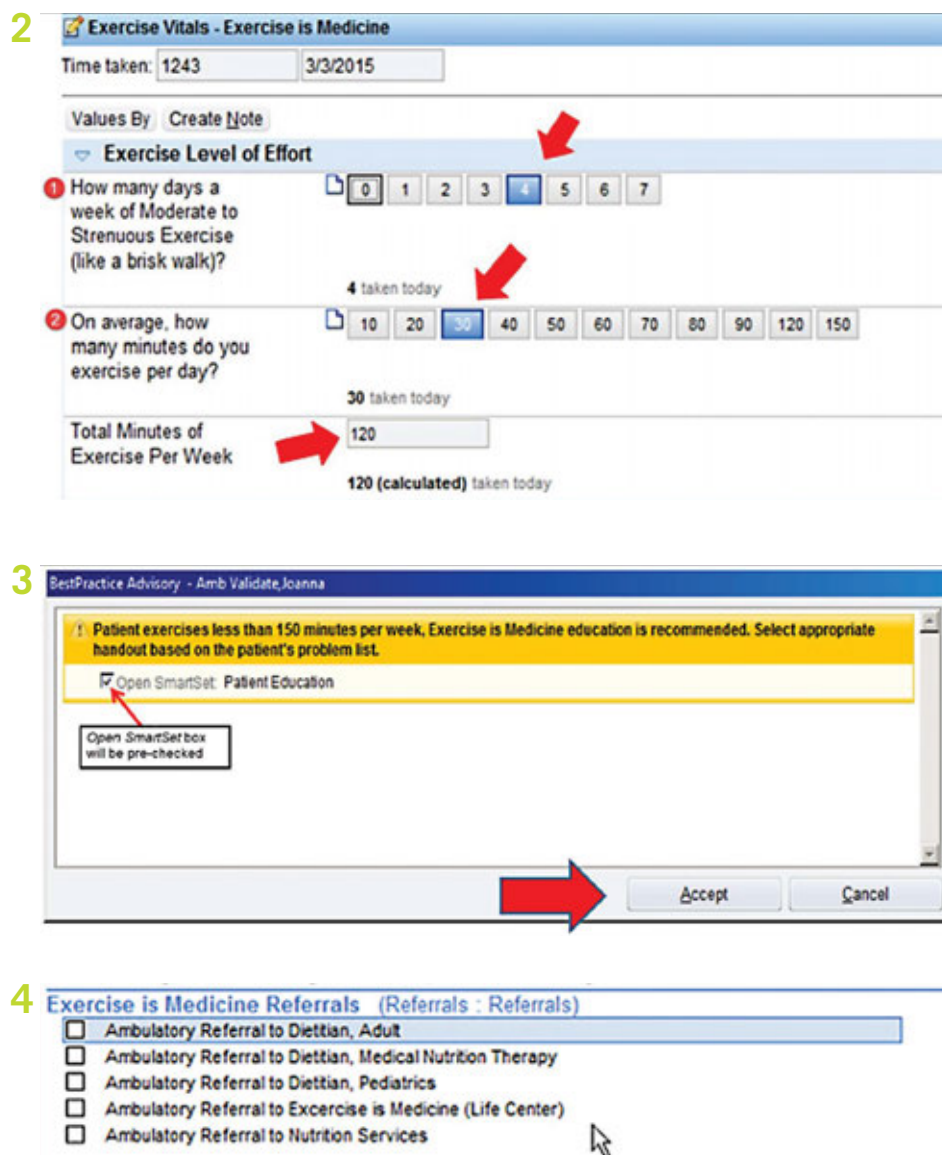 2
Exercise Vitals - Exercise is Medicine
Time taken: 1243 3/3/2015
Values By Create Note
Exercise Level of Effort
1 How many days a
week of Moderate to
Strenuous Exercise
(like a brisk walk)?
0 1 2 3 4 5 6 7
4 taken today
2 On average, how
many minutes do you
exercise per day?
10 20 30 40 50 60 70 80 90 120 150
30 taken today
Total Minutes of
Exercise Per Week
120
120 (calculated) taken today
3
BestPractice Advisory - Amb Validate,Joanna
Patient exercises less than 150 minutes per week, Exercise is Medicine education is recommended. Select appropriate
handout based on the patient's problem list.
Open SmartSet: Patient Education
Open SmartSet box
will be pre-checked
Accept Cancel
4
Exercise is Medicine Referrals (Referrals : Referrals)
Ambulatory Referral to Dietitian, Adult
Ambulatory Referral to Dietitian, Medical Nutrition Therapy
Ambulatory Referral to Dietitian, Pediatrics
Ambulatory Referral to Excercise is Medicine (Life Center)
Ambulatory Referral to Nutrition Services